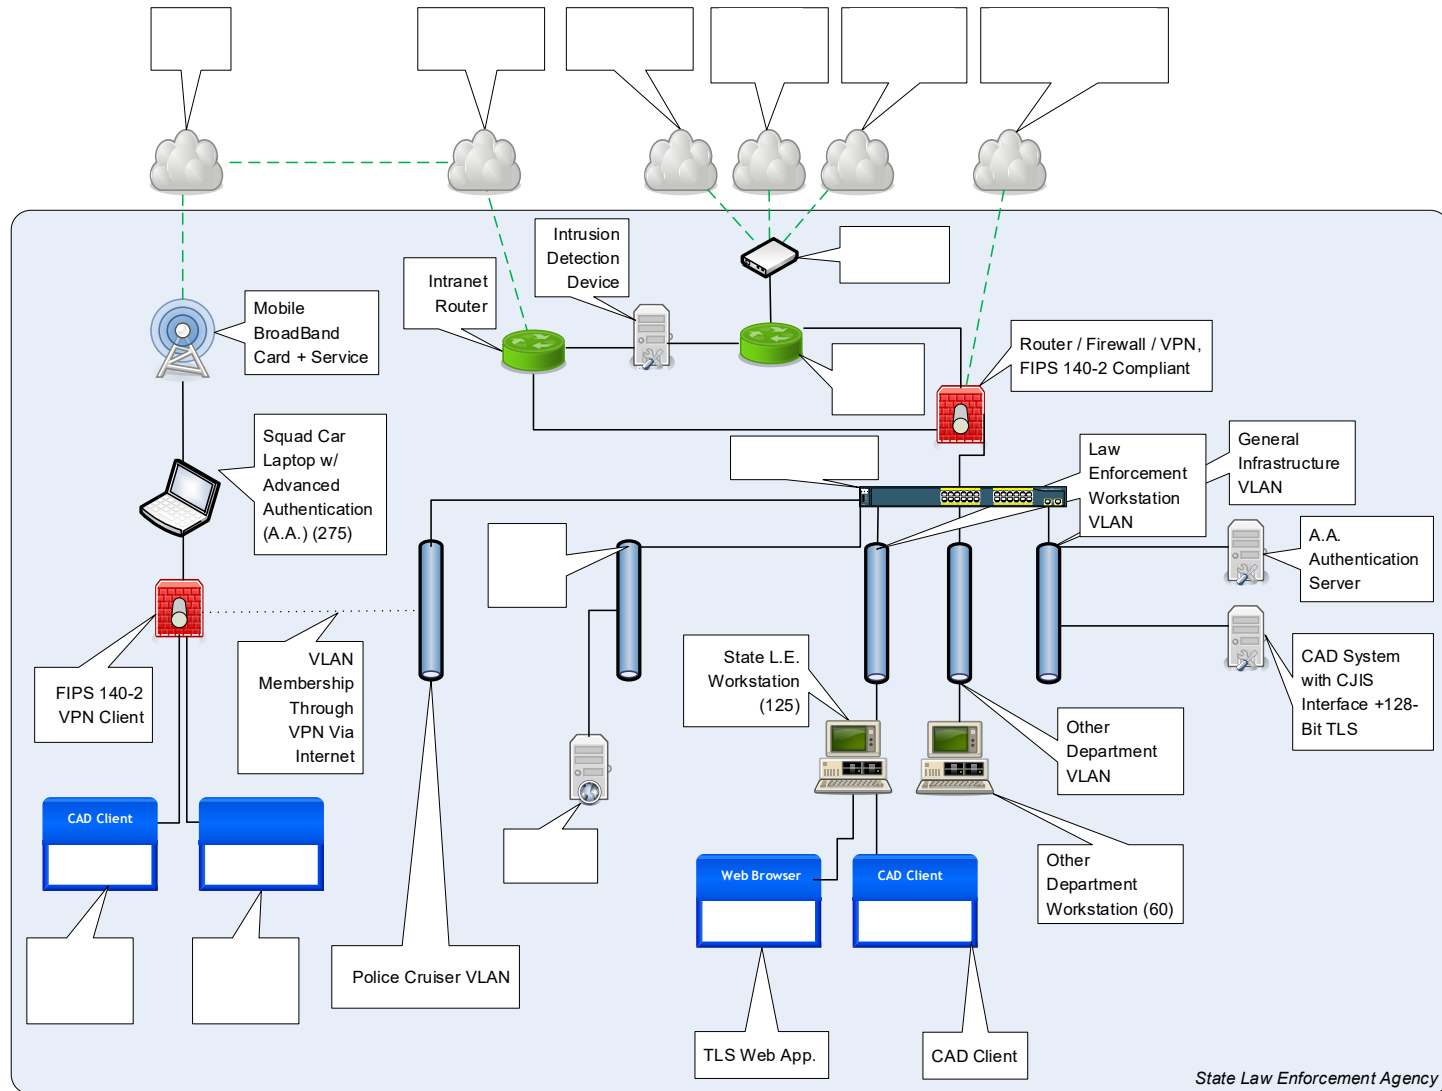 Intrusion
Detection
Device
Intranet
Router
Mobile
BroadBand
Card + Service
Router / Firewall / VPN,
FIPS 140-2 Compliant
Squad Car
Laptop w/
Advanced
Authentication
(A.A.) (275)
Law
Enforcement
Workstation
VLAN
General
Infrastructure
VLAN
A.A.
Authentication
Server
VLAN
Membership
Through
VPN Via
Internet
FIPS 140-2
VPN Client
State L.E.
Workstation
(125)
CAD System
with CJIS
Interface +128-
Bit TLS
Other
Department
VLAN
CAD Client
Web Browser
CAD Client
Other
Department
Workstation (60)
Police Cruiser VLAN
TLS Web App.
CAD Client
State Law Enforcement Agency